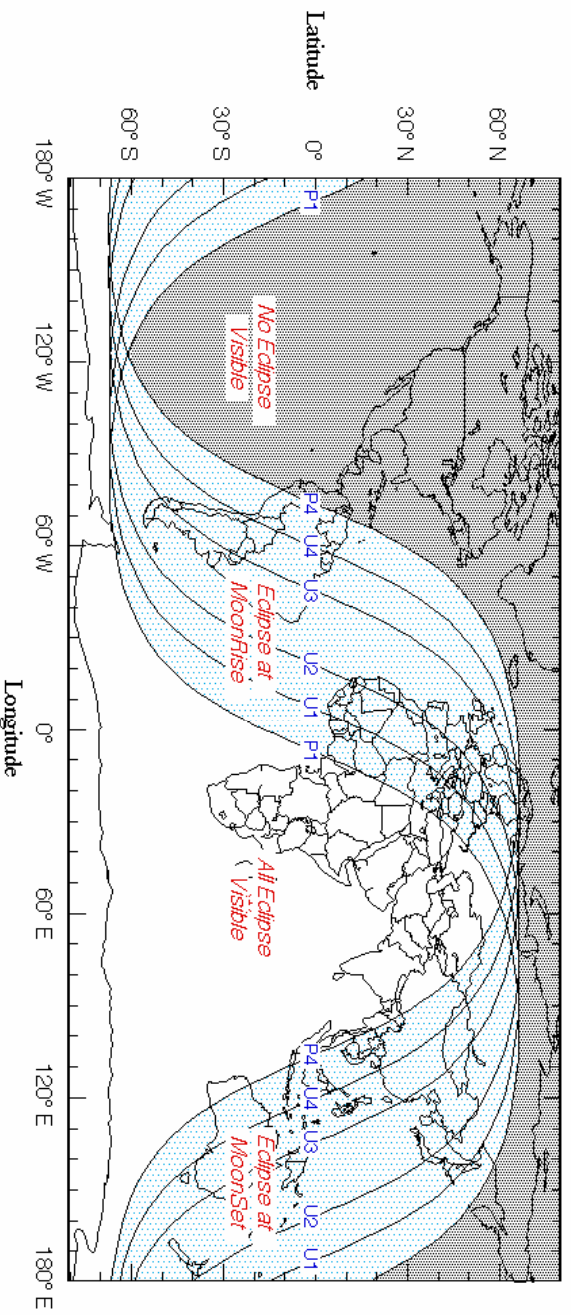 Latitude
60° N
30° N
0°
30° S
60° S
P1
No Eclipse
Visible
P4
U4
U3
U2
U1
P1
Eclipse at
MoonRise
All Eclipse
Visible
P4
U4
U3
U2
U1
Eclipse at
MoonSet
180° W
120° W
60° W
0°
60° E
120° E
180° E
Longitude